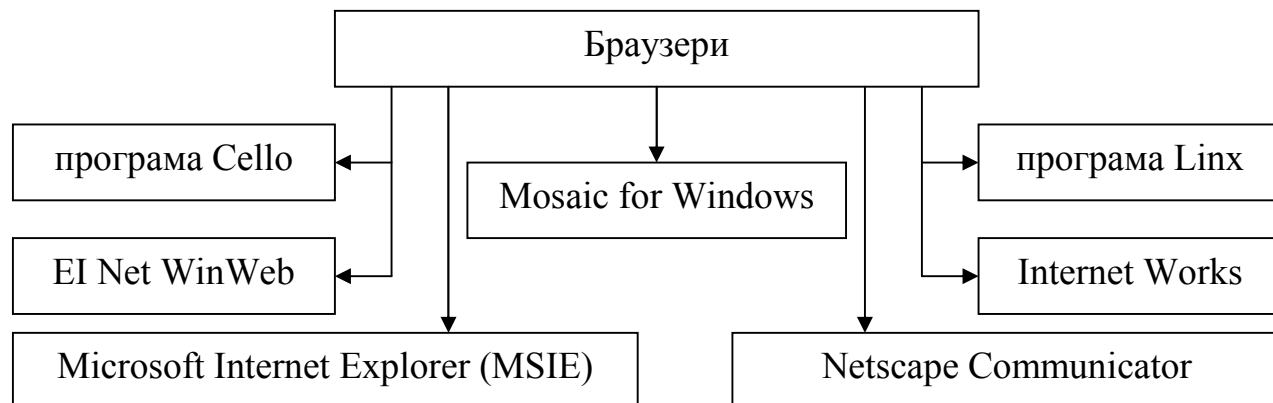 Браузери
програма Cello
програма Linx
Mosaic for Windows
EI Net WinWeb
Internet Works
Microsoft Internet Explorer (MSIE)
Netscape Communicator